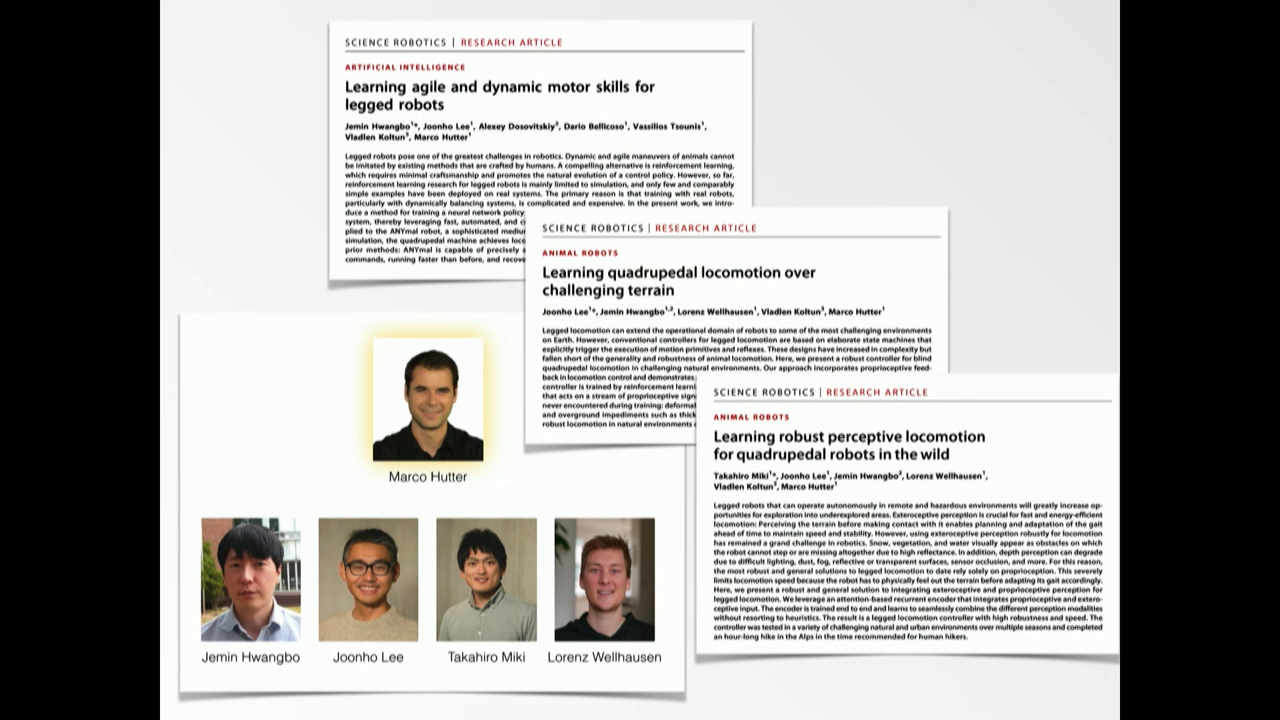 SCIENCE ROBOTICS | RESEARCH ARTICLE
ARTIFICIAL INTELLIGENCE
Learning agile and dynamic motor skills for
legged robots
Jemin Hwangbo¹*, Joonho Lee¹, Alexey Dosovitskiy², Dario Bellicoso¹, Vassilios Tsounis¹,
Vladlen Koltun³, Marco Hutter¹
Legged robots pose one of the greatest challenges in robotics. Dynamic and agile maneuvers of animals cannot
be imitated by existing methods that are crafted by humans. A compelling alternative is reinforcement learning,
which requires minimal craftsmanship and promotes the natural evolution of a control policy. However, so far,
reinforcement learning research for legged robots is mainly limited to simulation, and only few and comparably
simple examples have been deployed on real systems. The primary reason is that training with real robots,
particularly with dynamically balancing systems, is complicated and expensive. In the present work, we intro-
duce a method for training a neural network policy
system, thereby leveraging fast, automated, and
plied to the ANYmal robot, a sophisticated
simulation, the quadrupedal machine achieves
prior methods: ANYmal is capable of precisely
commands, running faster than before, and
SCIENCE ROBOTICS | RESEARCH ARTICLE
ANIMAL ROBOTS
Learning quadrupedal locomotion over
challenging terrain
Joonho Lee¹*, Jemin Hwangbo¹,², Lorenz Wellhausen¹, Vladlen Koltun³, Marco Hutter¹
Legged locomotion can extend the operational domain of robots to some of the most challenging environments
on Earth. However, conventional controllers for legged locomotion are based on elaborate state machines that
explicitly trigger the execution of motion primitives and reflexes. These designs have increased in complexity but
fallen short of the generality and robustness of animal locomotion. Here, we present a robust controller for blind
quadrupedal locomotion in challenging natural environments. Our approach incorporates proprioceptive feed-
back in locomotion control and demonstrates
controller is trained by reinforcement
that acts on a stream of proprioceptive
never encountered during training:
and overground impediments such as thick
robust locomotion in natural environments
SCIENCE ROBOTICS | RESEARCH ARTICLE
ANIMAL ROBOTS
Learning robust perceptive locomotion
for quadrupedal robots in the wild
Takahiro Miki¹*, Joonho Lee¹, Jemin Hwangbo², Lorenz Wellhausen¹,
Vladlen Koltun³, Marco Hutter¹
Legged robots that can operate autonomously in remote and hazardous environments will greatly increase op-
portunities for exploration into underexplored areas. Exteroceptive perception is crucial for fast and energy-efficient
locomotion: Perceiving the terrain before making contact with it enables planning and adaptation of the gait
ahead of time to maintain speed and stability. However, using exteroceptive perception robustly for locomotion
has remained a grand challenge in robotics. Snow, vegetation, and water visually appear as obstacles on which
the robot cannot step or are missing altogether due to high reflectance. In addition, depth perception can degrade
due to difficult lighting, dust, fog, reflective or transparent surfaces, sensor occlusion, and more. For this reason,
the most robust and general solutions to legged locomotion to date rely solely on proprioception. This severely
limits locomotion speed because the robot has to physically feel out the terrain before adapting its gait accordingly.
Here, we present a robust and general solution to integrating exteroceptive and proprioceptive perception for
legged locomotion. We leverage an attention-based recurrent encoder that integrates proprioceptive and extero-
ceptive input. The encoder is trained end to end and learns to seamlessly combine the different perception modalities
without resorting to heuristics. The result is a legged locomotion controller with high robustness and speed. The
controller was tested in a variety of challenging natural and urban environments over multiple seasons and completed
an hour-long hike in the Alps in the time recommended for human hikers.
Marco Hutter
Jemin Hwangbo
Joonho Lee
Takahiro Miki
Lorenz Wellhausen